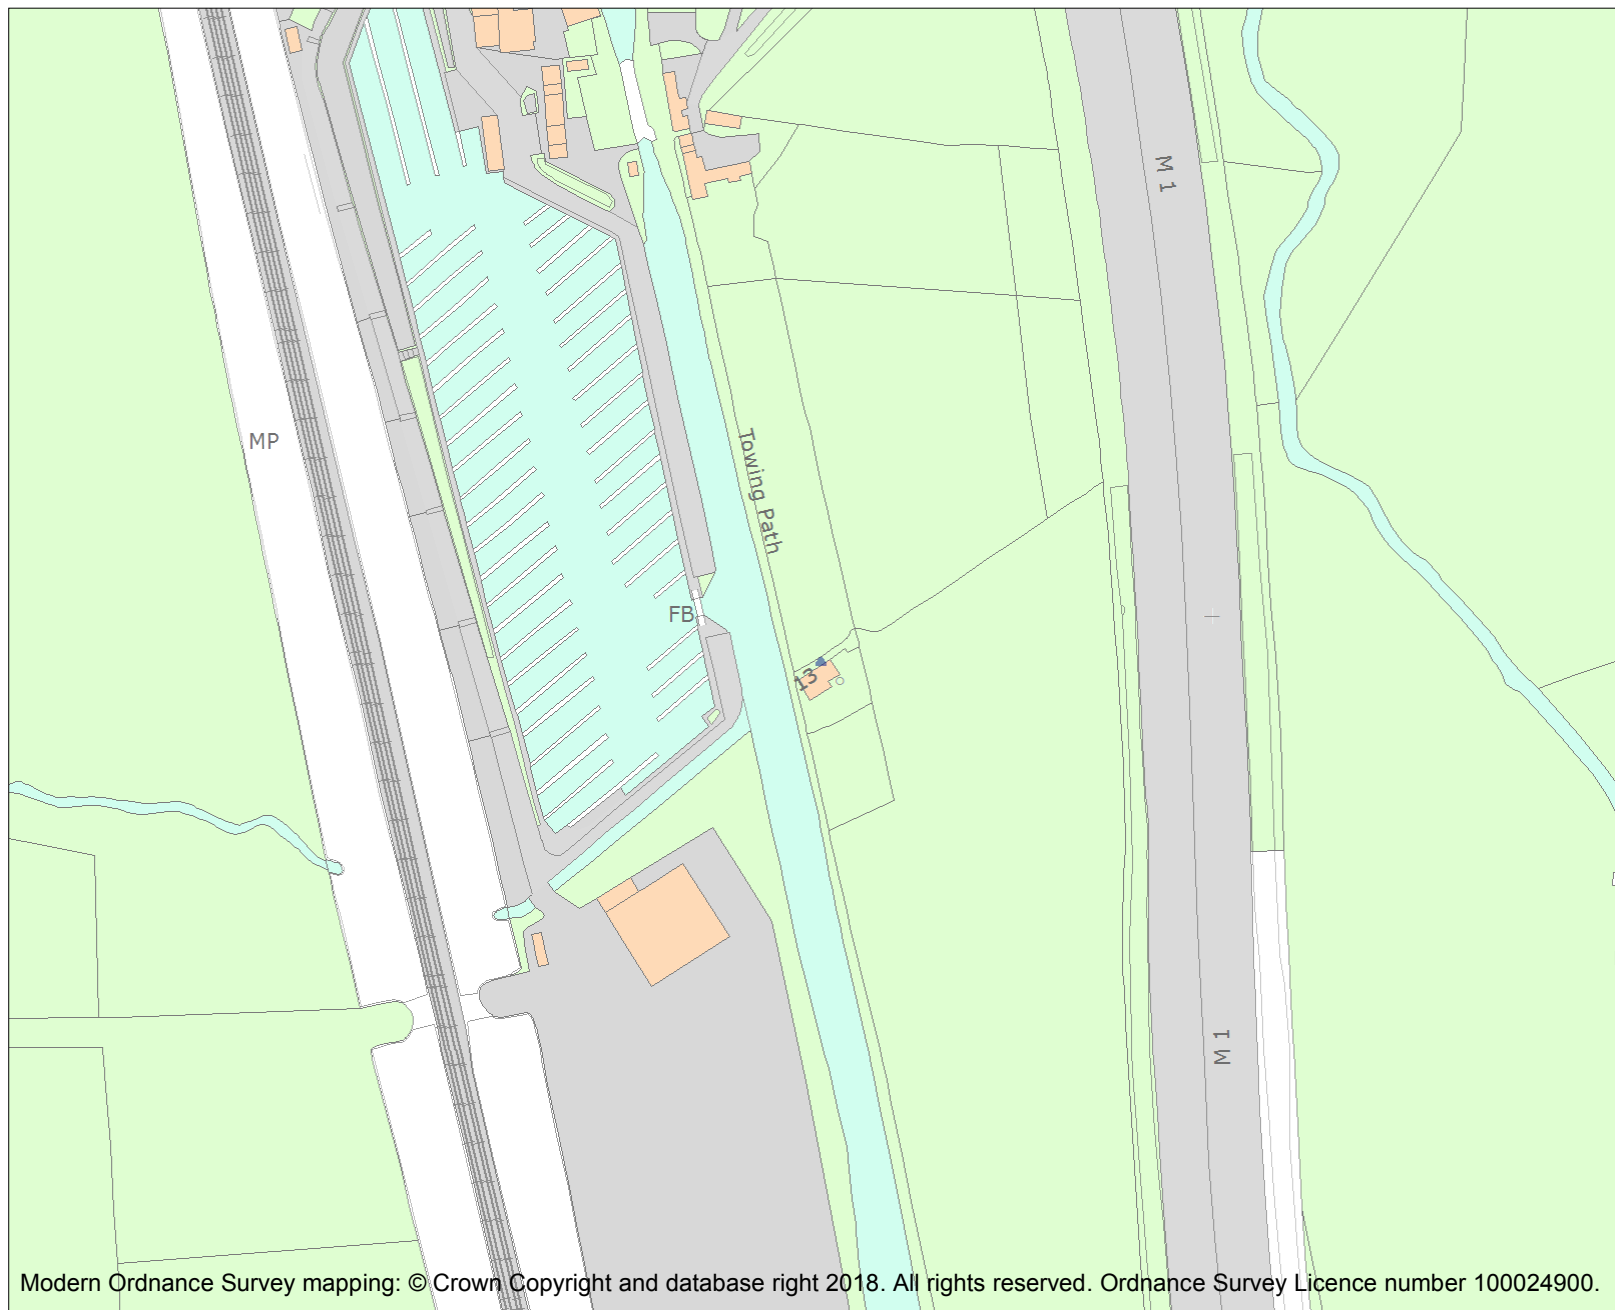 M 1
MP
Towing Path
FB
13
M 1
Modern Ordnance Survey mapping: © Crown Copyright and database right 2018. All rights reserved. Ordnance Survey Licence number 100024900.